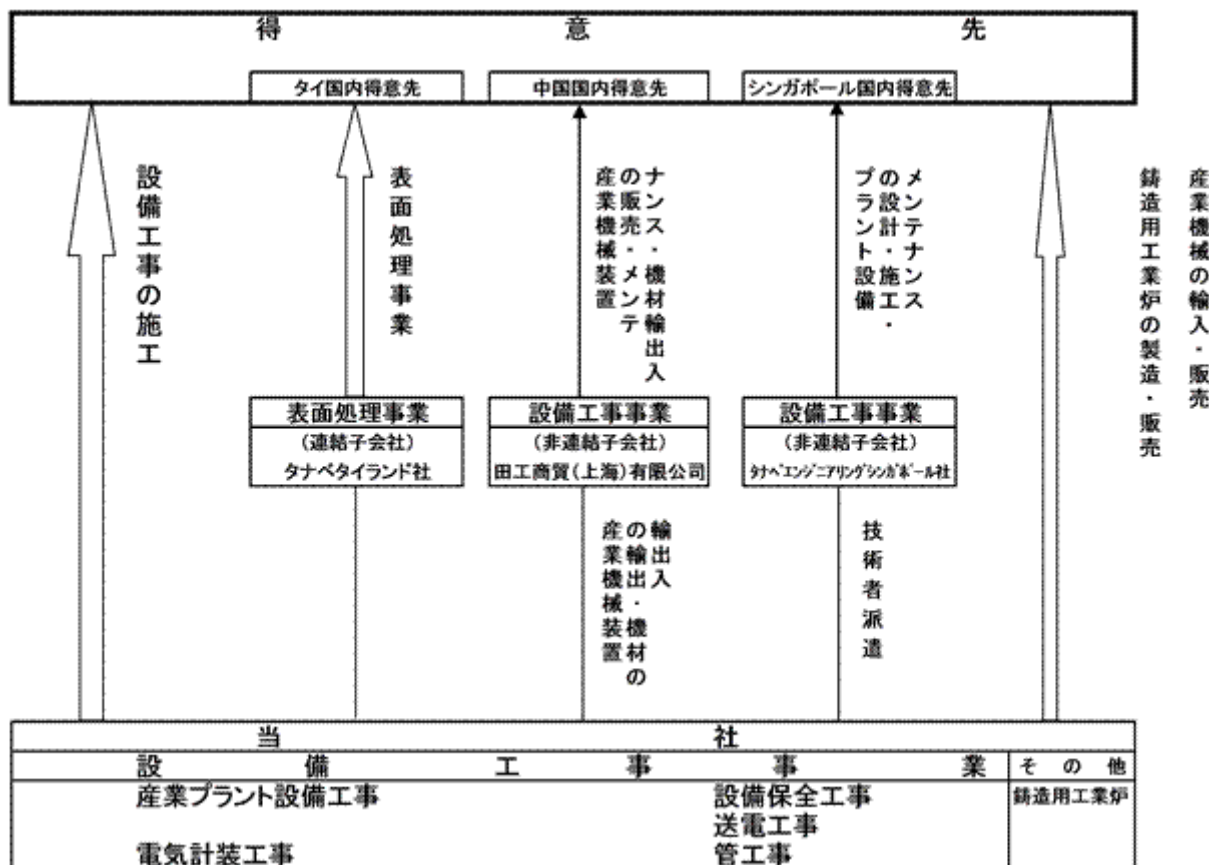 得意先
タイ国内得意先
中国国内得意先
シンガポール国内得意先
設備工事の施工
表面処理事業
産業機械装置
の販売・メンテ
ナンス・機材輸出入
プラント設備
の設計・施工・
メンテナンス
鋳造用工業炉の製造・販売
産業機械の輸入・販売
表面処理事業
(連結子会社)
タナベタイランド社
設備工事事業
(非連結子会社)
田工商貿(上海)有限公司
設備工事事業
(非連結子会社)
タナベエンジニアリングシンガポール社
産業機械装置
の輸出・機材の
輸出入
技術者派遣
当社
設備工事事業
その他
産業プラント設備工事
設備保全工事
鋳造用工業炉
送電工事
電気計装工事
管工事